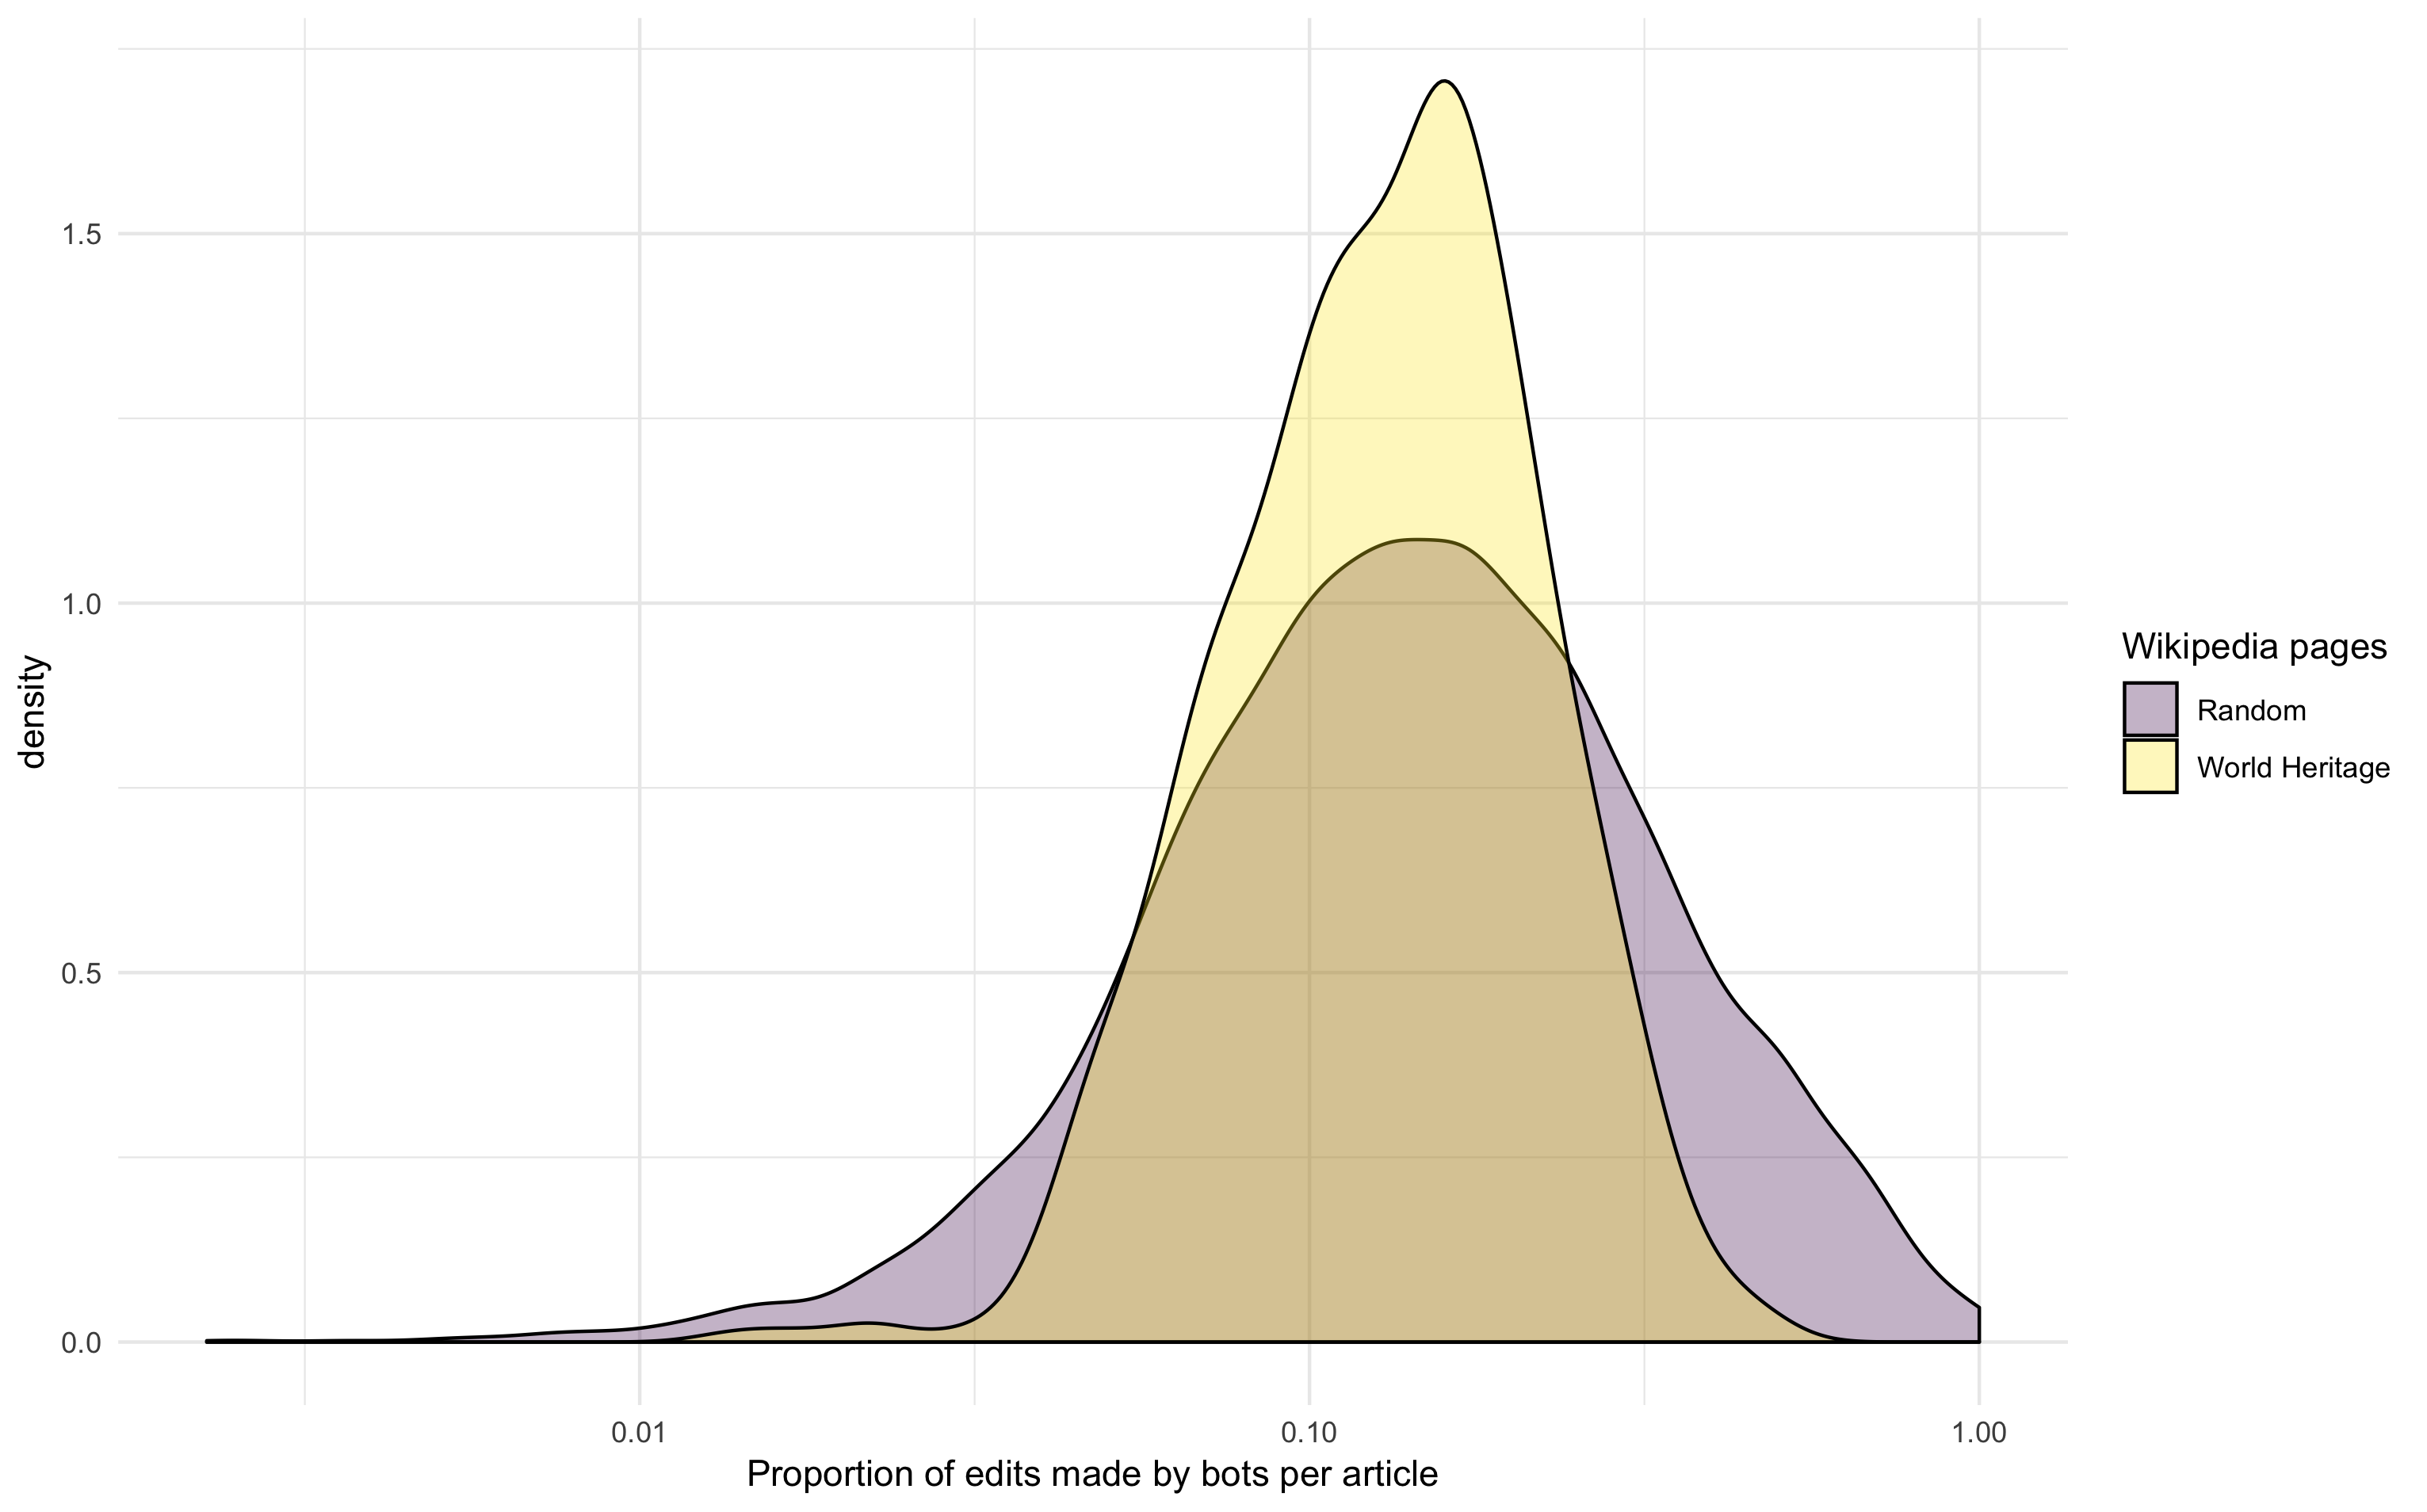 1.5
1.0
0.5
0.0
density
0.01
0.10
1.00
Proportion of edits made by bots per article
Wikipedia pages
Random
World Heritage